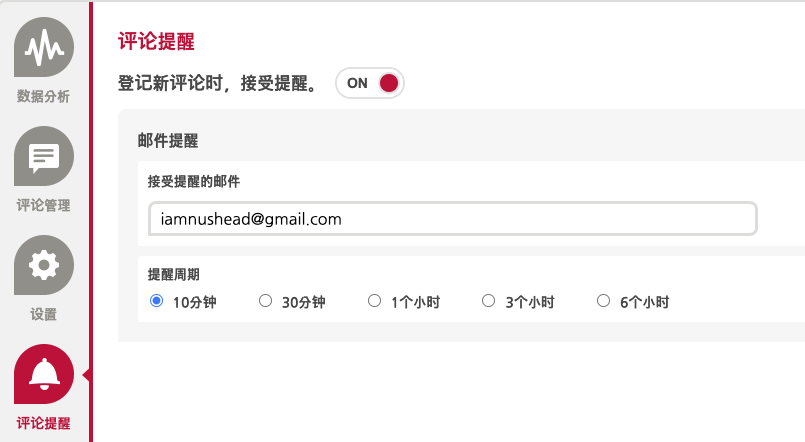 数据分析
评论管理
设置
评论提醒
评论提醒
登记新评论时，接受提醒。 ON
邮件提醒
接受提醒的邮件
iamnushead@gmail.com
提醒周期
10分钟 30分钟 1个小时 3个小时 6个小时